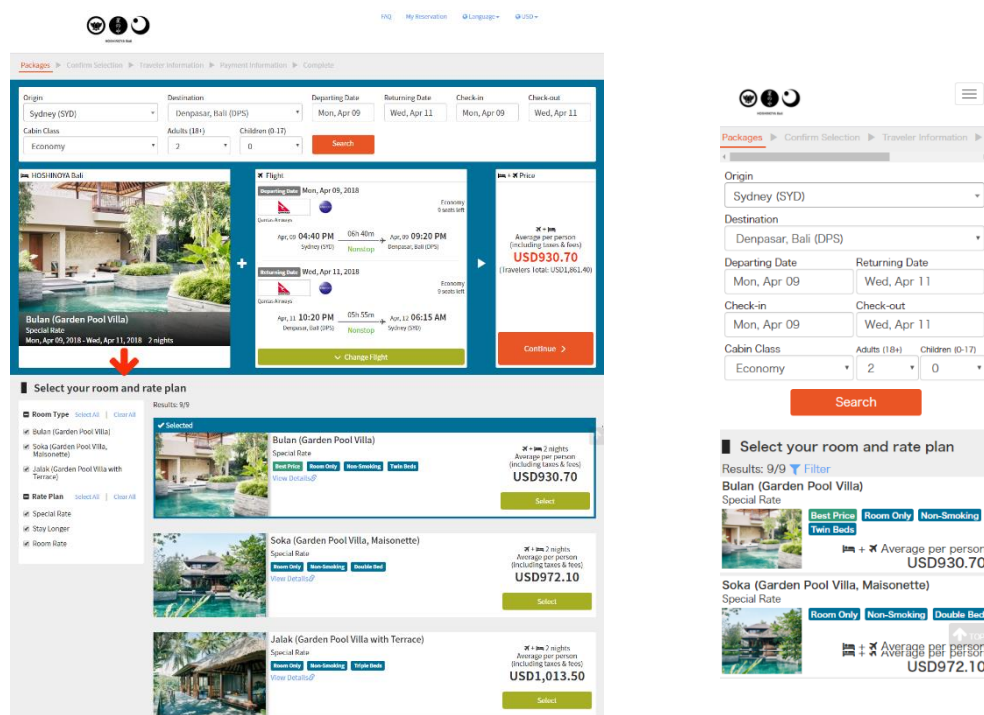 HOSHINOYA Bali
FAQ My Reservation Language USD
Packages Confirm Selection Traveler Information Payment Information Complete
Origin Destination Departing Date Returning Date Check-in Check-out
Sydney (SYD) Denpasar, Bali (DPS) Mon, Apr 09 Wed, Apr 11 Mon, Apr 09 Wed, Apr 11
Cabin Class Adults (18+) Children (0-17)
Economy 2 0 Search
HOSHINOYA Bali
Bulan (Garden Pool Villa)
Special Rate
Mon, Apr 09, 2018 - Wed, Apr 11, 2018 2 nights
Flight
Departing Date Mon, Apr 09, 2018
Economy
9 seats left
Qantas Airways
Apr, 09 04:40 PM 06h 40m Apr, 09 09:20 PM
Sydney (SYD) Nonstop Denpasar, Bali (DPS)
Returning Date Wed, Apr 11, 2018
Economy
9 seats left
Qantas Airways
Apr, 11 10:20 PM 05h 55m Apr, 12 06:15 AM
Denpasar, Bali (DPS) Nonstop Sydney (SYD)
Change Flight
+ Price
+
Average per person
(including taxes & fees)
USD930.70
(Travelers Total: USD1,861.40)
Continue
Select your room and rate plan
Room Type Select All | Clear All
Bulan (Garden Pool Villa)
Soka (Garden Pool Villa,
Maisonette)
Jalak (Garden Pool Villa with
Terrace)
Rate Plan Select All | Clear All
Special Rate
Stay Longer
Room Rate
Results: 9/9
Selected
Bulan (Garden Pool Villa)
Special Rate
Best Price Room Only Non-Smoking Twin Beds
View Details
+ 2 nights
Average per person
(including taxes & fees)
USD930.70
Select
Soka (Garden Pool Villa, Maisonette)
Special Rate
Room Only Non-Smoking Double Bed
View Details
+ 2 nights
Average per person
(including taxes & fees)
USD972.10
Select
Jalak (Garden Pool Villa with Terrace)
Special Rate
Room Only Non-Smoking Triple Beds
View Details
+ 2 nights
Average per person
(including taxes & fees)
USD1,013.50
Select
HOSHINOYA Bali
Packages Confirm Selection Traveler Information
Origin
Sydney (SYD)
Destination
Denpasar, Bali (DPS)
Departing Date Returning Date
Mon, Apr 09 Wed, Apr 11
Check-in Check-out
Mon, Apr 09 Wed, Apr 11
Cabin Class Adults (18+) Children (0-17)
Economy 2 0
Search
Select your room and rate plan
Results: 9/9 Filter
Bulan (Garden Pool Villa)
Special Rate
Best Price Room Only Non-Smoking
Twin Beds
+ Average per person
USD930.70
Soka (Garden Pool Villa, Maisonette)
Special Rate
Room Only Non-Smoking Double Bed
TOP
+ Average per person
USD972.10